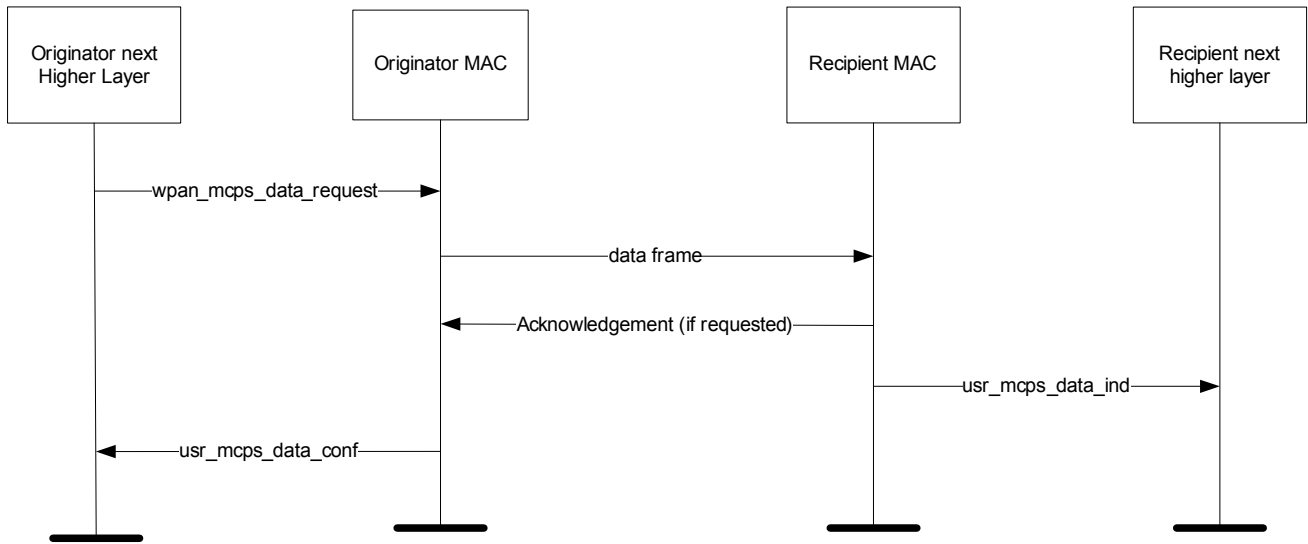 Originator next
Higher Layer
Originator MAC
Recipient MAC
Recipient next
higher layer
wpan_mcps_data_request
data frame
Acknowledgement (if requested)
usr_mcps_data_ind
usr_mcps_data_conf